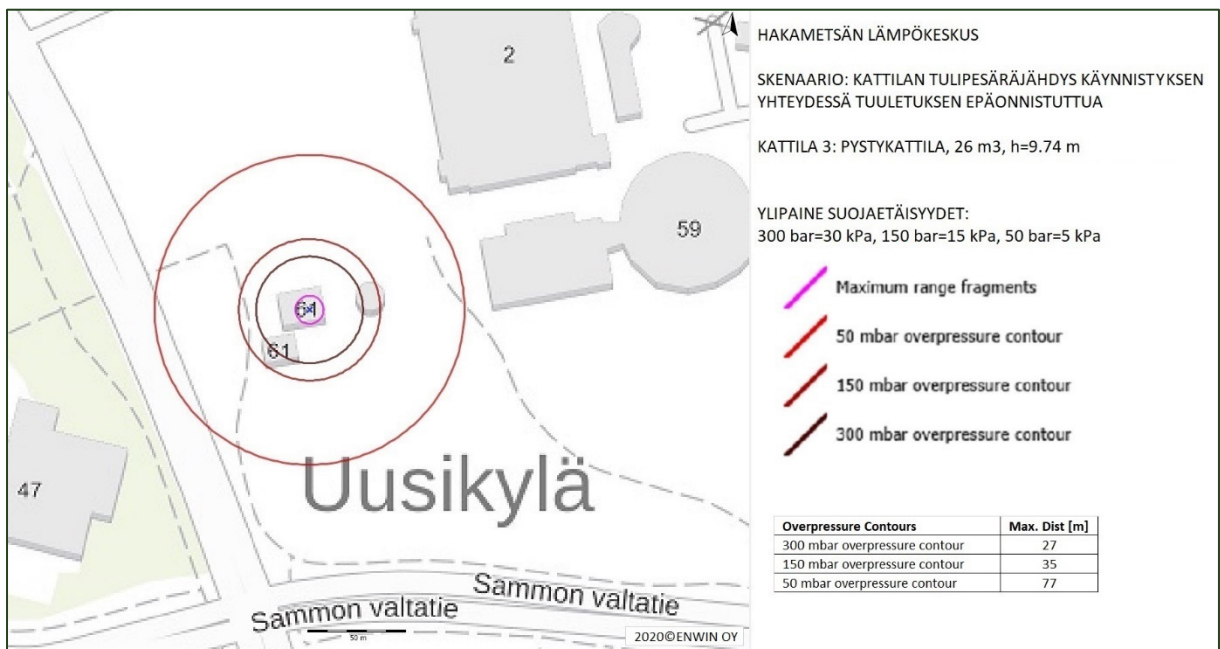 2
59
61
61
47
Uusikylä
Sammon valtatie
Sammon valtatie
50 m
2020©ENWIN OY
HAKAMETSÄN LÄMPÖKESKUS
SKENAARIO: KATTILAN TULIPESÄRÄJÄHDYS KÄYNNISTYKSEN
YHTEYDESSÄ TUULETUKSEN EPÄONNISTUTTUA
KATTILA 3: PYSTYKATTILA, 26 m3, h=9.74 m
YLIPAINE SUOJAETÄISYYDET:
300 bar=30 kPa, 150 bar=15 kPa, 50 bar=5 kPa
Maximum range fragments
50 mbar overpressure contour
150 mbar overpressure contour
300 mbar overpressure contour
Overpressure Contours Max. Dist [m]
300 mbar overpressure contour 27
150 mbar overpressure contour 35
50 mbar overpressure contour 77